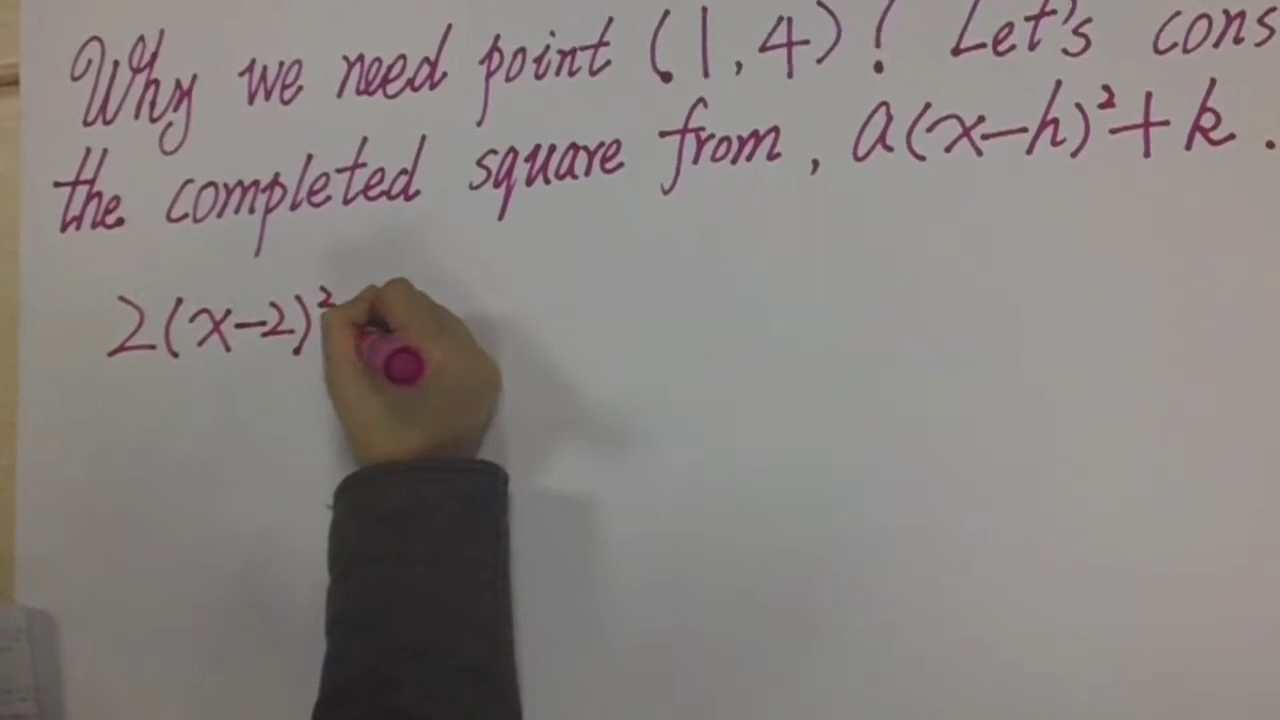 Why we need point (1,4)! Let's cons
the completed square from, a(x-h)²+k.
2(x-2)²